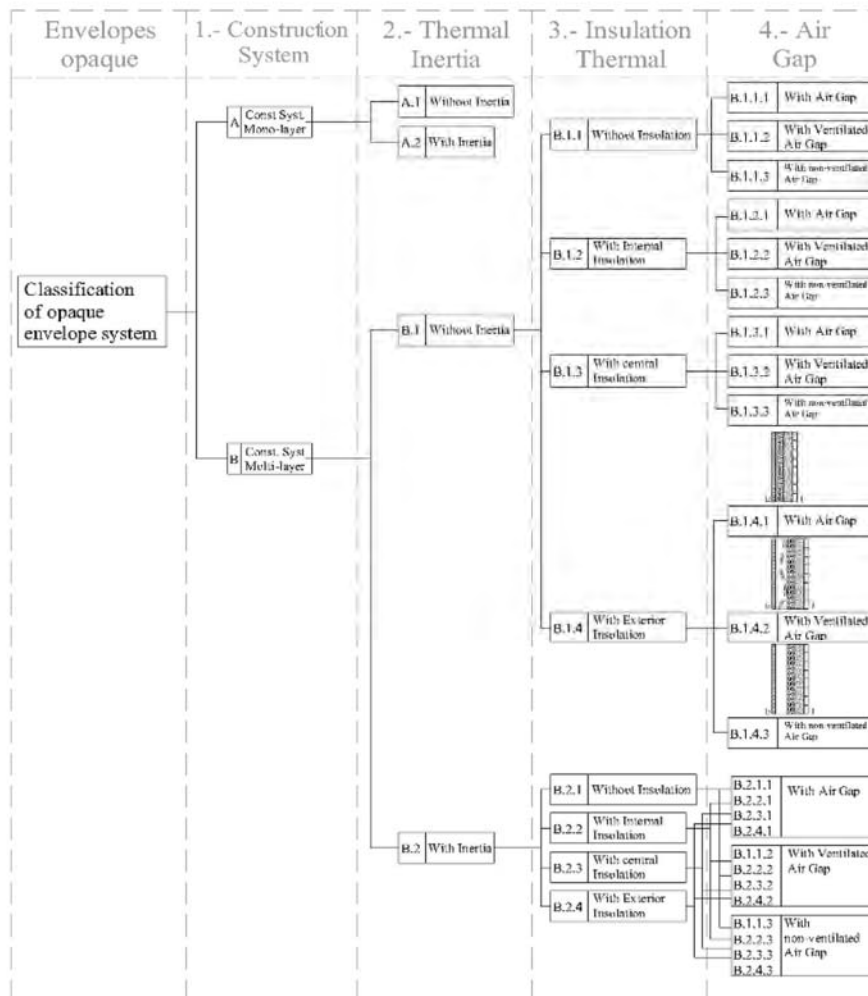 Envelopes
opaque
1.- Construction
System
2.- Thermal
Inertia
3.- Insulation
Thermal
4.- Air
Gap
Classification
of opaque
envelope system
A
Const Syst.
Mono-layer
B
Const. Syst
Multi-layer
A.1 Without Inertia
A.2 With Inertia
B.1 Without Inertia
B.2 With Inertia
B.1.1 Without Insolation
B.1.2 With Internal
Insolation
B.1.3 With central
Insolation
B.1.4 With Exterior
Insolation
B.2.1 Without Insolation
B.2.2 With Internal
Insolation
B.2.3 With central
Insolation
B.2.4 With Exterior
Insolation
B.1.1.1 With Air Gap
B.1.1.2 With Ventilated
Air Gap
B.1.1.3 With non-ventilated
Air Gap
B.1.2.1 With Air Gap
B.1.2.2 With Ventilated
Air Gap
B.1.2.3 With non-ventilated
Air Gap
B.1.3.1 With Air Gap
B.1.3.2 With Ventilated
Air Gap
B.1.3.3 With non-ventilated
Air Gap
B.1.4.1 With Air Gap
B.1.4.2 With Ventilated
Air Gap
B.1.4.3 With non-ventilated
Air Gap
B.2.1.1
B.2.2.1
B.2.3.1
B.2.4.1
With Air Gap
B.1.1.2
B.2.2.2
B.2.3.2
B.2.4.2
With Ventilated
Air Gap
B.1.1.3
B.2.2.3
B.2.3.3
B.2.4.3
With
non-ventilated
Air Gap